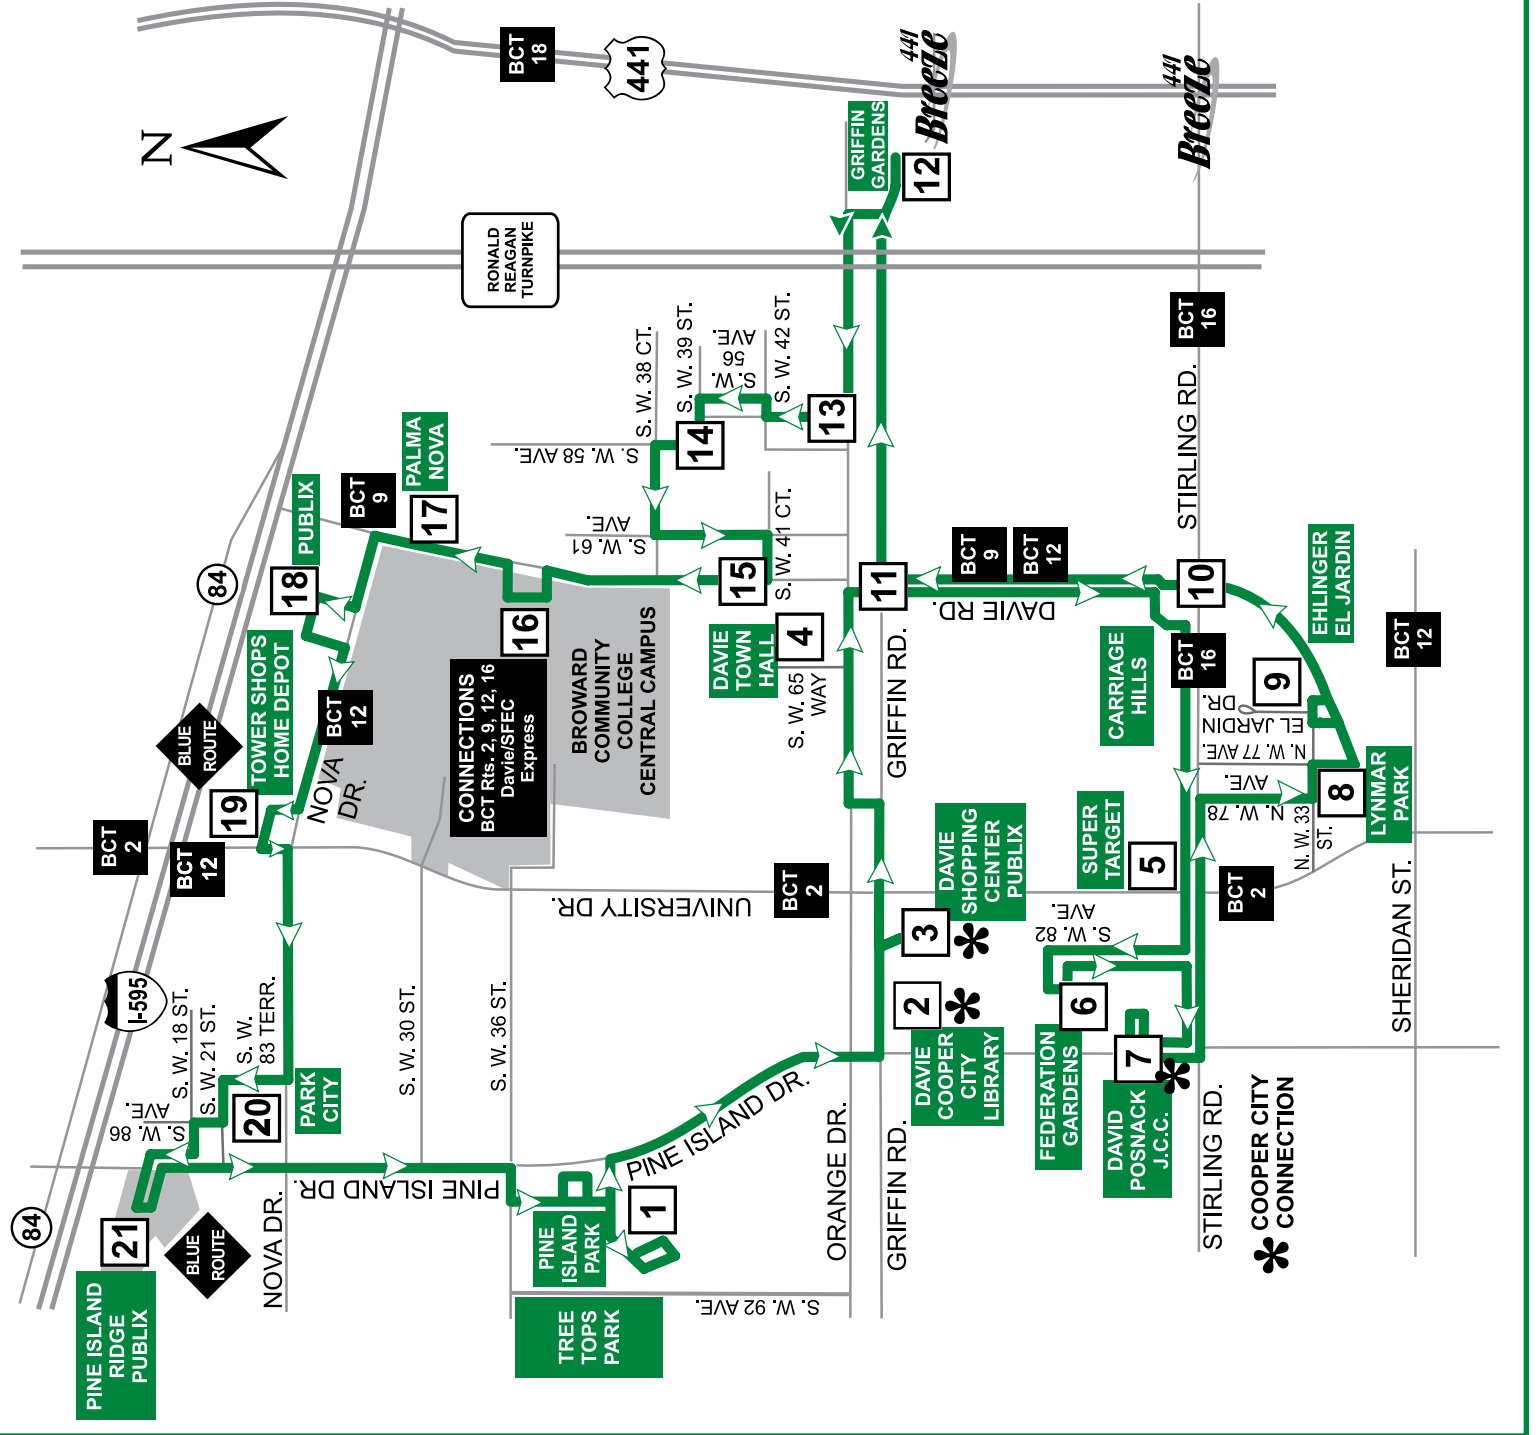 N
BCT
18
441
441
Breeze
441
Breeze
GRIFFIN
GARDENS
12
RONALD
REAGAN
TURNPIKE
BCT
16
STIRLING RD.
S. W. 38 CT.
S. W. 39 ST.
S. W.
56
AVE.
S. W. 42 ST.
13
14
S. W. 58 AVE.
S. W. 61
AVE.
S. W. 41 CT.
15
PALMA
NOVA
17
BCT
9
PUBLIX
18
84
16
CONNECTIONS
BCT Rts. 2, 9, 12, 16
Davie/SFEC
Express
BROWARD
COMMUNITY
COLLEGE
CENTRAL CAMPUS
DAVIE
TOWN
HALL
4
S. W. 65
WAY
11
GRIFFIN RD.
BCT
9
BCT
12
DAVIE RD.
10
CARRIAGE
HILLS
BCT
16
EHLINGER
EL JARDIN
9
EL JARDIN
DR.
N. W. 77 AVE.
N. W. 78
AVE.
N. W. 33
ST.
8
LYNMAR
PARK
BCT
12
SHERIDAN ST.
TOWER SHOPS
HOME DEPOT
BLUE
ROUTE
BCT
12
NOVA
DR.
19
BCT
2
BCT
12
UNIVERSITY DR.
BCT
2
DAVIE
SHOPPING
CENTER
PUBLIX
3
SUPER
TARGET
5
BCT
2
S. W. 82
AVE.
2
DAVIE
COOPER
CITY
LIBRARY
6
FEDERATION
GARDENS
7
DAVID
POSNACK
J.C.C.
STIRLING RD.
COOPER CITY
CONNECTION
I-595
S. W. 18 ST.
S. W. 21 ST.
S. W.
83 TERR.
S. W. 30 ST.
S. W. 36 ST.
PARK
CITY
20
S. W. 86
AVE.
PINE ISLAND DR.
PINE ISLAND DR.
ORANGE DR.
GRIFFIN RD.
1
PINE
ISLAND
PARK
TREE
TOPS
PARK
S. W. 92 AVE.
NOVA DR.
84
21
BLUE
ROUTE
PINE ISLAND
RIDGE
PUBLIX